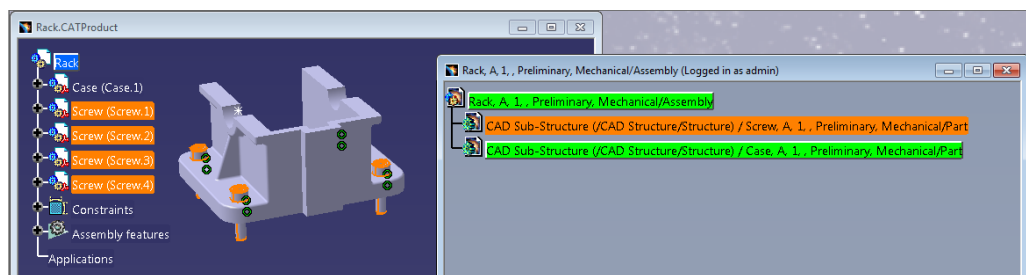 Rack.CATProduct
Rack
Case (Case.1)
Screw (Screw.1)
Screw (Screw.2)
Screw (Screw.3)
Screw (Screw.4)
Constraints
Assembly features
Applications
Rack, A, 1, , Preliminary, Mechanical/Assembly (Logged in as admin)
Rack, A, 1, , Preliminary, Mechanical/Assembly
CAD Sub-Structure (/CAD Structure/Structure) / Screw, A, 1, , Preliminary, Mechanical/Part
CAD Sub-Structure (/CAD Structure/Structure) / Case, A, 1, , Preliminary, Mechanical/Part